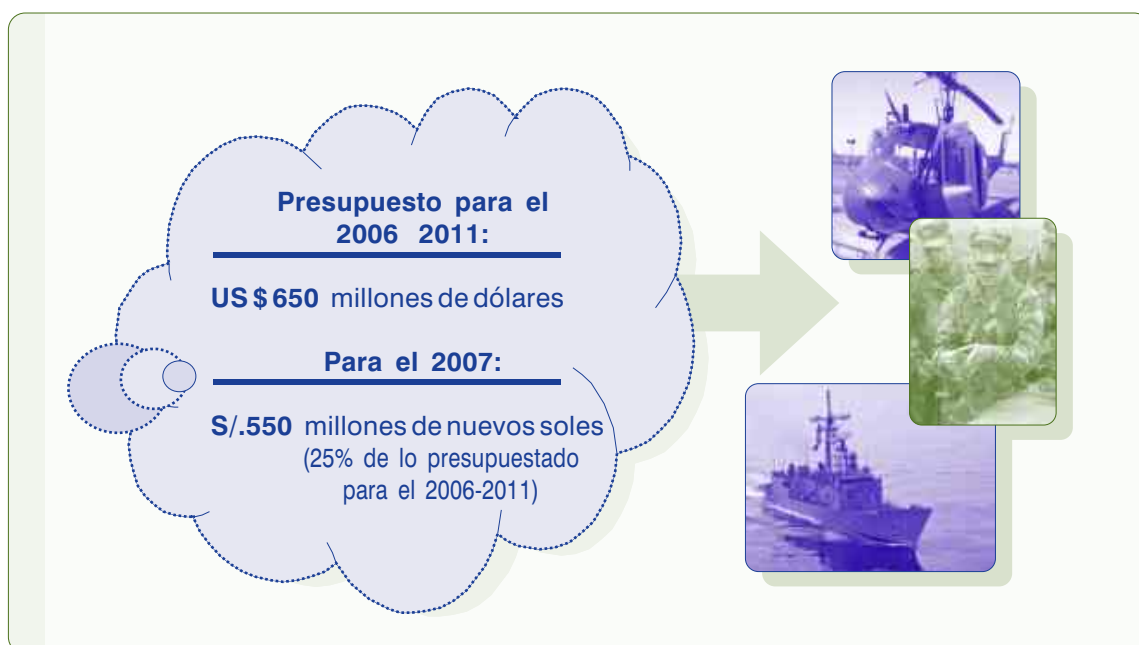 Presupuesto para el
2006 2011:
US $ 650 millones de dólares
Para el 2007:
S/.550 millones de nuevos soles
(25% de lo presupuestado
para el 2006-2011)